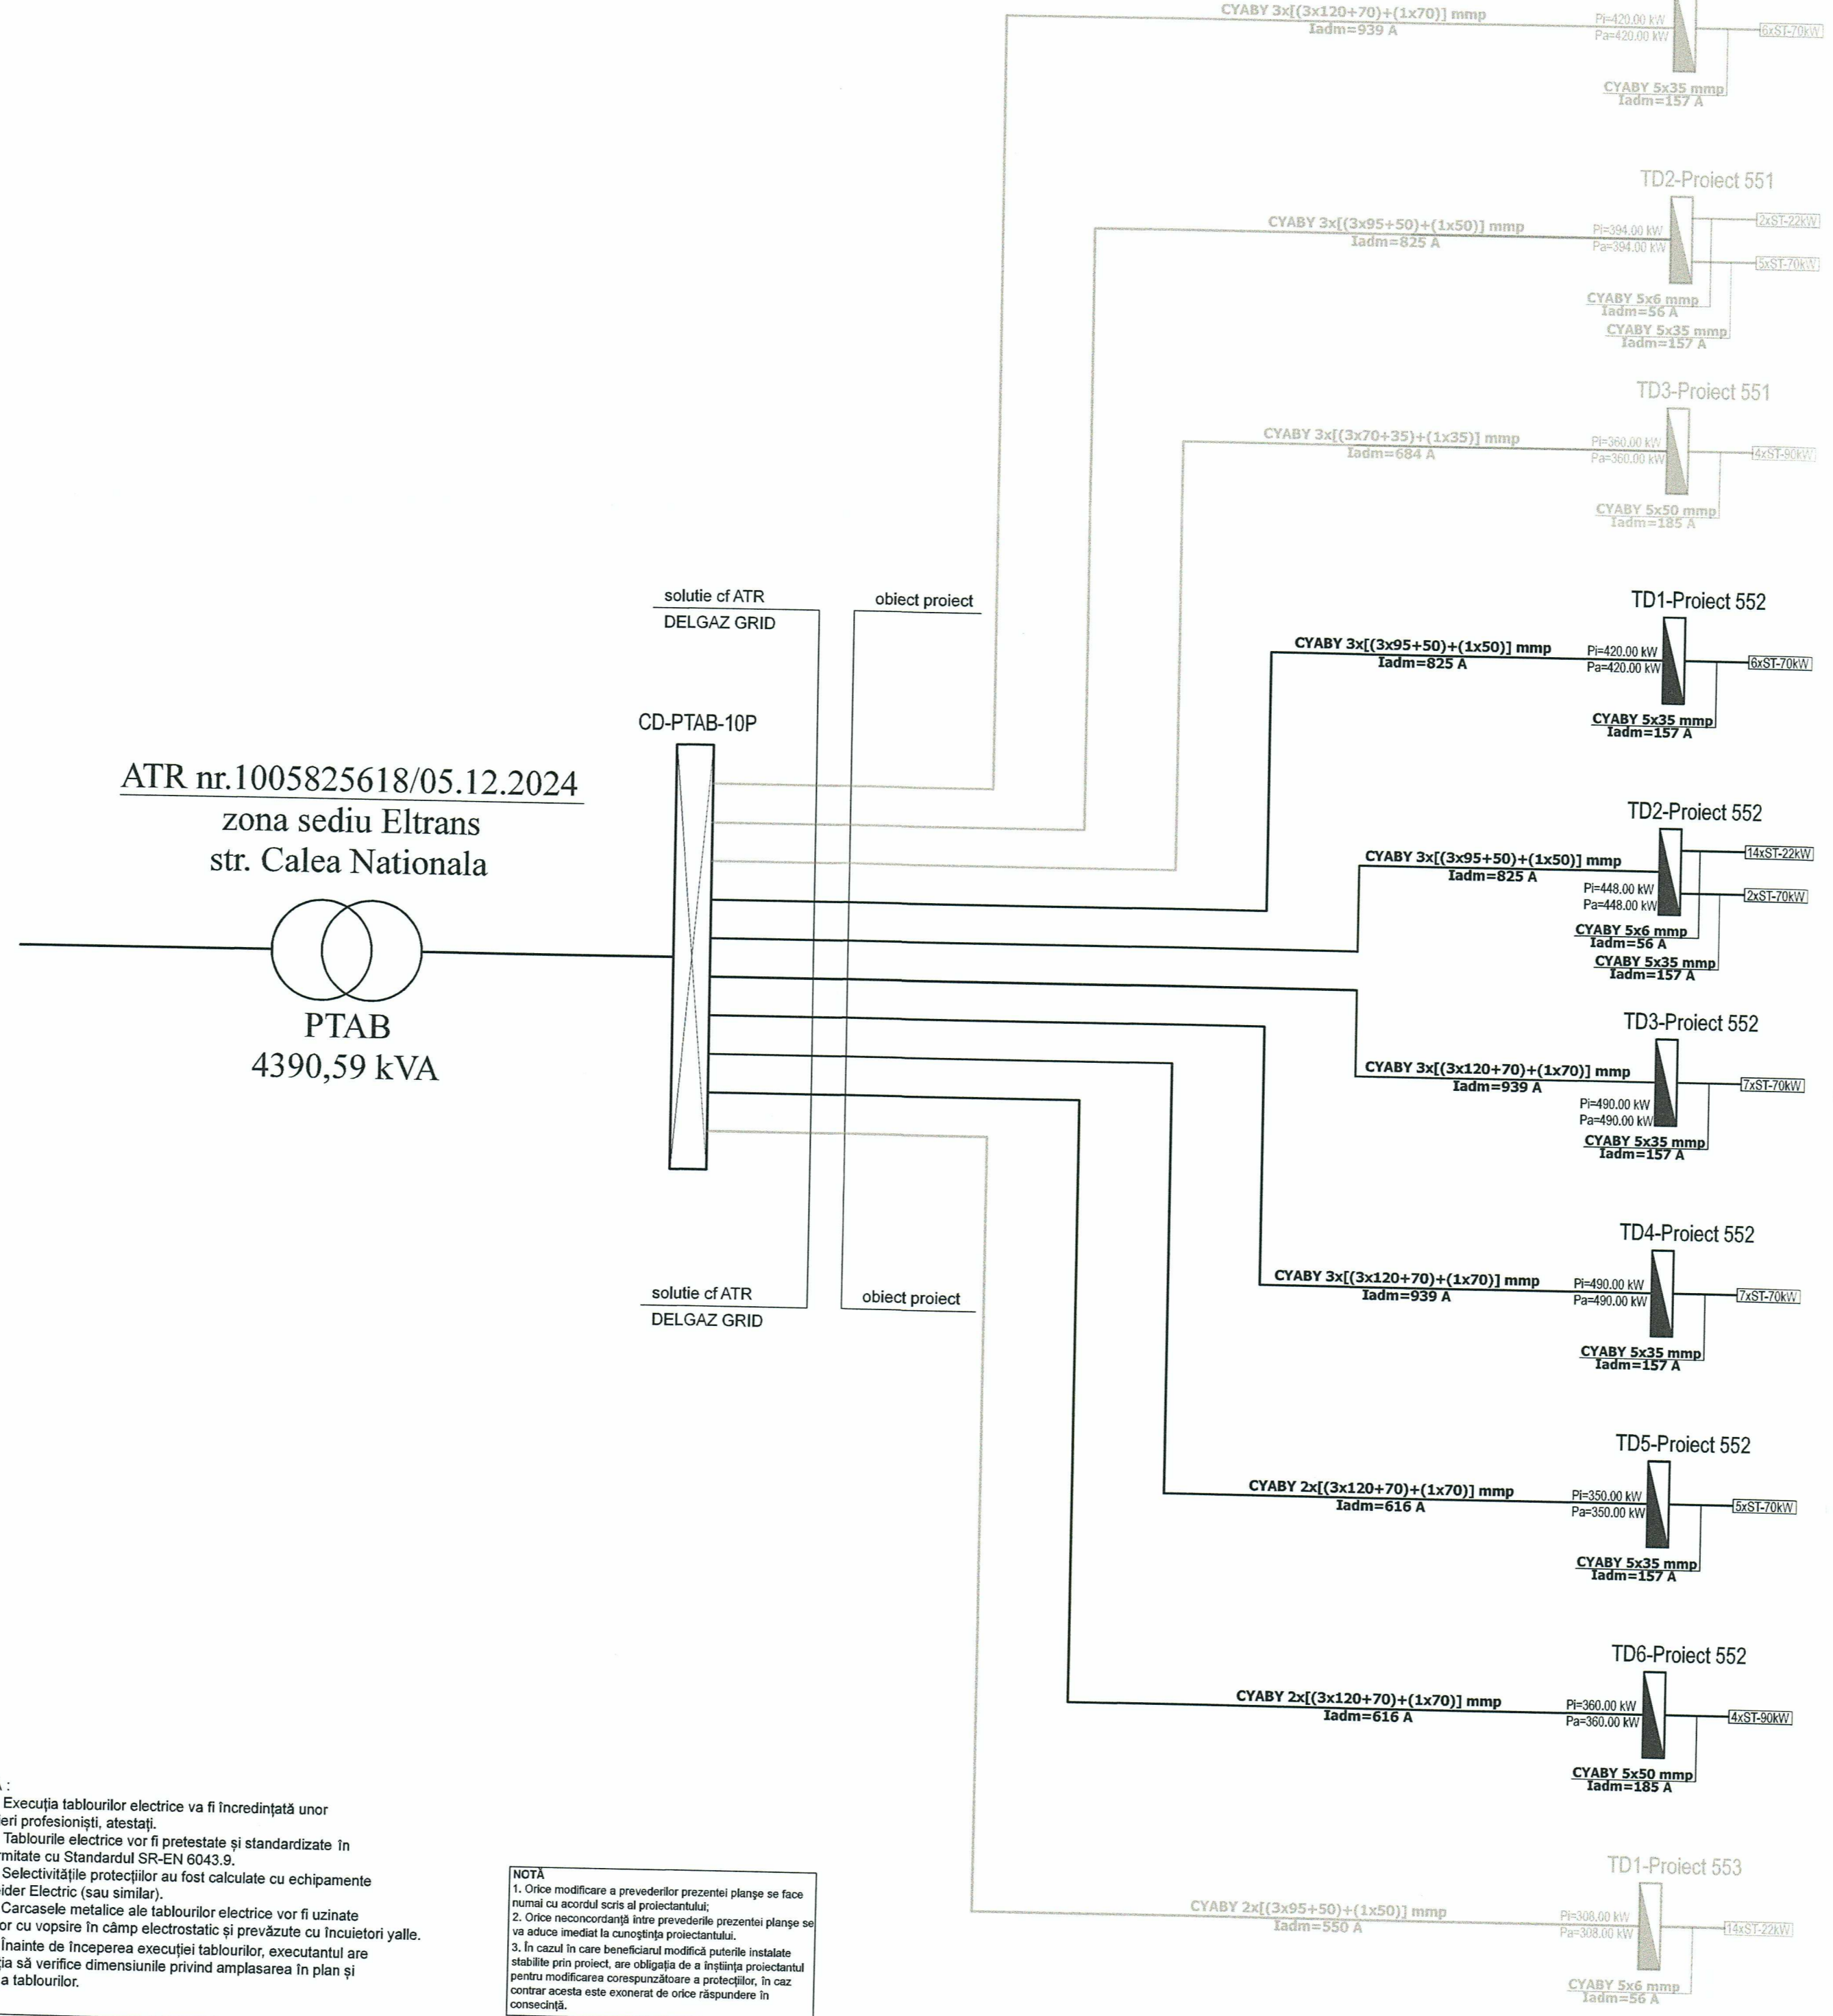 CYABY 3x[(3x120+70)+(1x70)] mmp
Iadm=939 A
Pi=420.00 kW
Pa=420.00 kW
6xST-70kW
CYABY 5x35 mmp
Iadm=157 A
TD2-Proiect 551
CYABY 3x[(3x95+50)+(1x50)] mmp
Iadm=825 A
Pi=394.00 kW
Pa=394.00 kW
2xST-22kW
5xST-70kW
CYABY 5x6 mmp
Iadm=56 A
CYABY 5x35 mmp
Iadm=157 A
TD3-Proiect 551
CYABY 3x[(3x70+35)+(1x35)] mmp
Iadm=684 A
Pi=360.00 kW
Pa=360.00 kW
4xST-90kW
CYABY 5x50 mmp
Iadm=185 A
solutie cf ATR
DELGAZ GRID
obiect proiect
TD1-Proiect 552
CYABY 3x[(3x95+50)+(1x50)] mmp
Iadm=825 A
Pi=420.00 kW
Pa=420.00 kW
6xST-70kW
CYABY 5x35 mmp
Iadm=157 A
CD-PTAB-10P
ATR nr.1005825618/05.12.2024
zona sediu Eltrans
str. Calea Nationala
PTAB
4390,59 kVA
TD2-Proiect 552
CYABY 3x[(3x95+50)+(1x50)] mmp
Iadm=825 A
Pi=448.00 kW
Pa=448.00 kW
14xST-22kW
2xST-70kW
CYABY 5x6 mmp
Iadm=56 A
CYABY 5x35 mmp
Iadm=157 A
TD3-Proiect 552
CYABY 3x[(3x120+70)+(1x70)] mmp
Iadm=939 A
Pi=490.00 kW
Pa=490.00 kW
7xST-70kW
CYABY 5x35 mmp
Iadm=157 A
TD4-Proiect 552
CYABY 3x[(3x120+70)+(1x70)] mmp
Iadm=939 A
Pi=490.00 kW
Pa=490.00 kW
7xST-70kW
CYABY 5x35 mmp
Iadm=157 A
solutie cf ATR
DELGAZ GRID
obiect proiect
TD5-Proiect 552
CYABY 2x[(3x120+70)+(1x70)] mmp
Iadm=616 A
Pi=350.00 kW
Pa=350.00 kW
5xST-70kW
CYABY 5x35 mmp
Iadm=157 A
TD6-Proiect 552
CYABY 2x[(3x120+70)+(1x70)] mmp
Iadm=616 A
Pi=360.00 kW
Pa=360.00 kW
4xST-90kW
CYABY 5x50 mmp
Iadm=185 A
TD1-Proiect 553
CYABY 2x[(3x95+50)+(1x50)] mmp
Iadm=550 A
Pi=308.00 kW
Pa=308.00 kW
14xST-22kW
CYABY 5x6 mmp
Iadm=56 A
:
Execuția tablourilor electrice va fi încredințată unor
eri profesioniști, atestați.
Tablourile electrice vor fi pretestate și standardizate în
mitate cu Standardul SR-EN 6043.9.
Selectivitățile protecțiilor au fost calculate cu echipamente
ider Electric (sau similar).
Carcasele metalice ale tablourilor electrice vor fi uzinate
or cu vopsire în câmp electrostatic și prevăzute cu încuietori yalle.
Înainte de începerea execuției tablourilor, executantul are
ția să verifice dimensiunile privind amplasarea în plan și
a tablourilor.
NOTĂ
1. Orice modificare a prevederilor prezentei planșe se face
numai cu acordul scris al proiectantului;
2. Orice neconcordanță între prevederile prezentei planșe se
va aduce imediat la cunoștința proiectantului.
3. În cazul în care beneficiarul modifică puterile instalate
stabilite prin proiect, are obligația de a înștiința proiectantul
pentru modificarea corespunzătoare a protecțiilor, în caz
contrar acesta este exonerat de orice răspundere în
consecință.